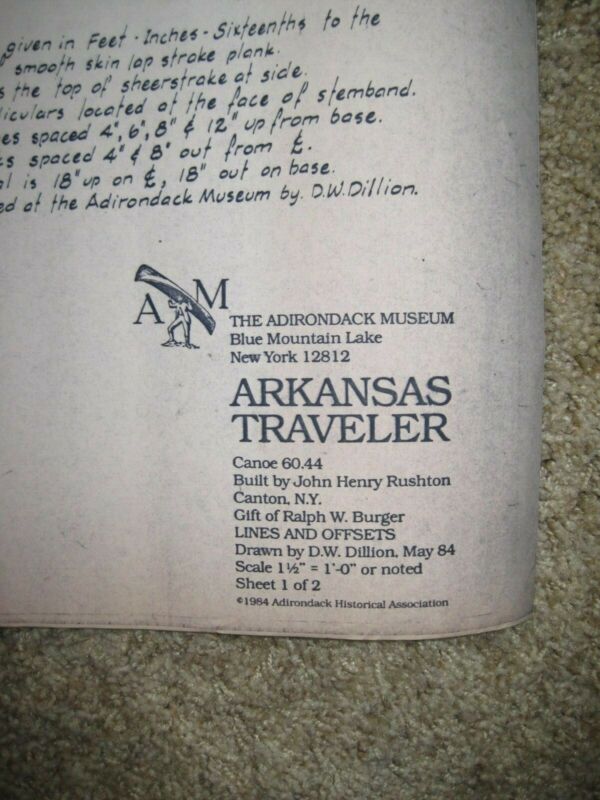 given in Feet - Inches - Sixteenths to the
smooth skin lap strake plank.
the top of sheerstrake at side.
located at the face of stemband.
spaced 4", 6", 8" & 12" up from base.
spaced 4" & 8" out from ℄.
is 18" up on ℄, 18" out on base.
at the Adirondack Museum by. D.W. Dillion.
A M
THE ADIRONDACK MUSEUM
Blue Mountain Lake
New York 12812
ARKANSAS
TRAVELER
Canoe 60.44
Built by John Henry Rushton
Canton, N.Y.
Gift of Ralph W. Burger
LINES AND OFFSETS
Drawn by D.W. Dillion, May 84
Scale 1½" = 1'-0" or noted
Sheet 1 of 2
©1984 Adirondack Historical Association